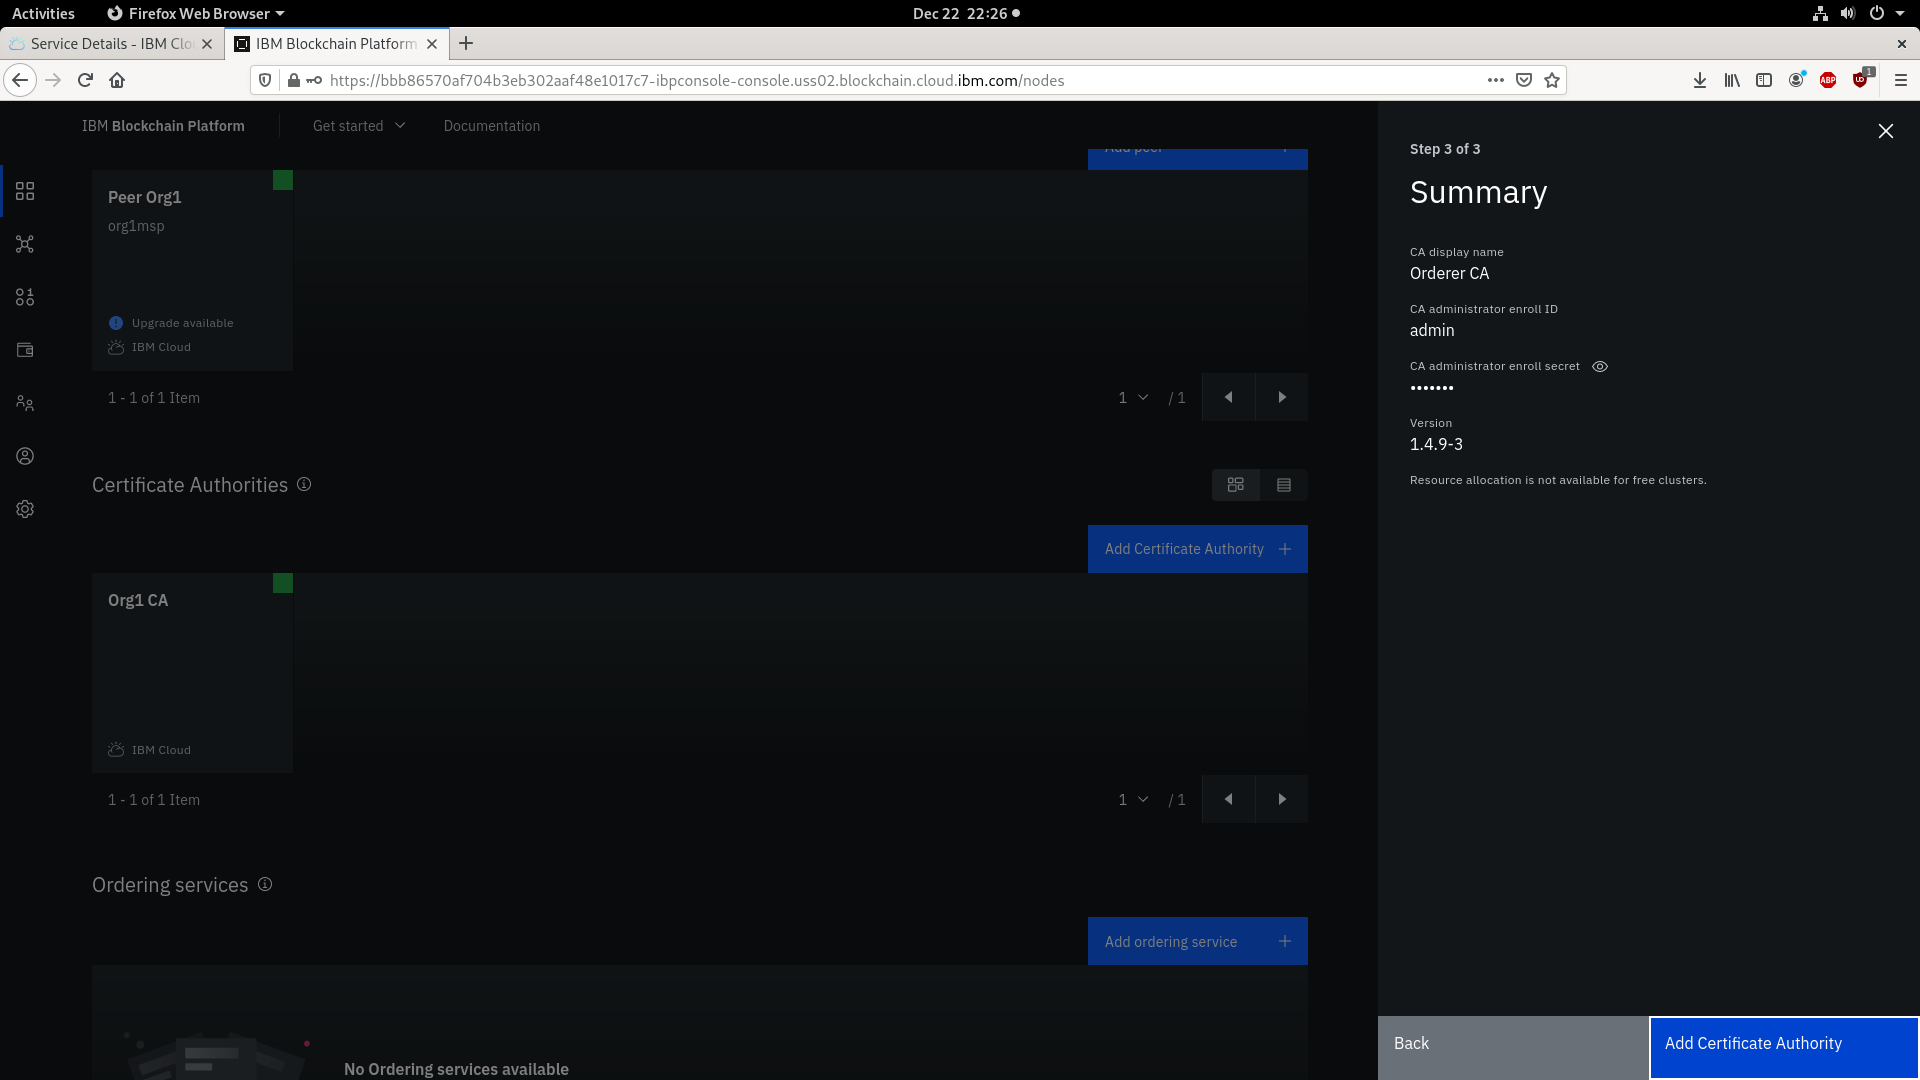 Activities
Firefox Web Browser
Dec 22 22:26
Service Details - IBM Clo
IBM Blockchain Platform
https://bbb86570af704b3eb302aaf48e1017c7-ibpconsole-console.uss02.blockchain.cloud.ibm.com/nodes
ABP
1
IBM Blockchain Platform
Get started
Documentation
Add peer
Peer Org1
org1msp
Upgrade available
IBM Cloud
1 - 1 of 1 Item
1
/ 1
Certificate Authorities
Add Certificate Authority
Org1 CA
IBM Cloud
1 - 1 of 1 Item
1
/ 1
Ordering services
Add ordering service
No Ordering services available
Step 3 of 3
Summary
CA display name
Orderer CA
CA administrator enroll ID
admin
CA administrator enroll secret
•••••••
Version
1.4.9-3
Resource allocation is not available for free clusters.
Back
Add Certificate Authority